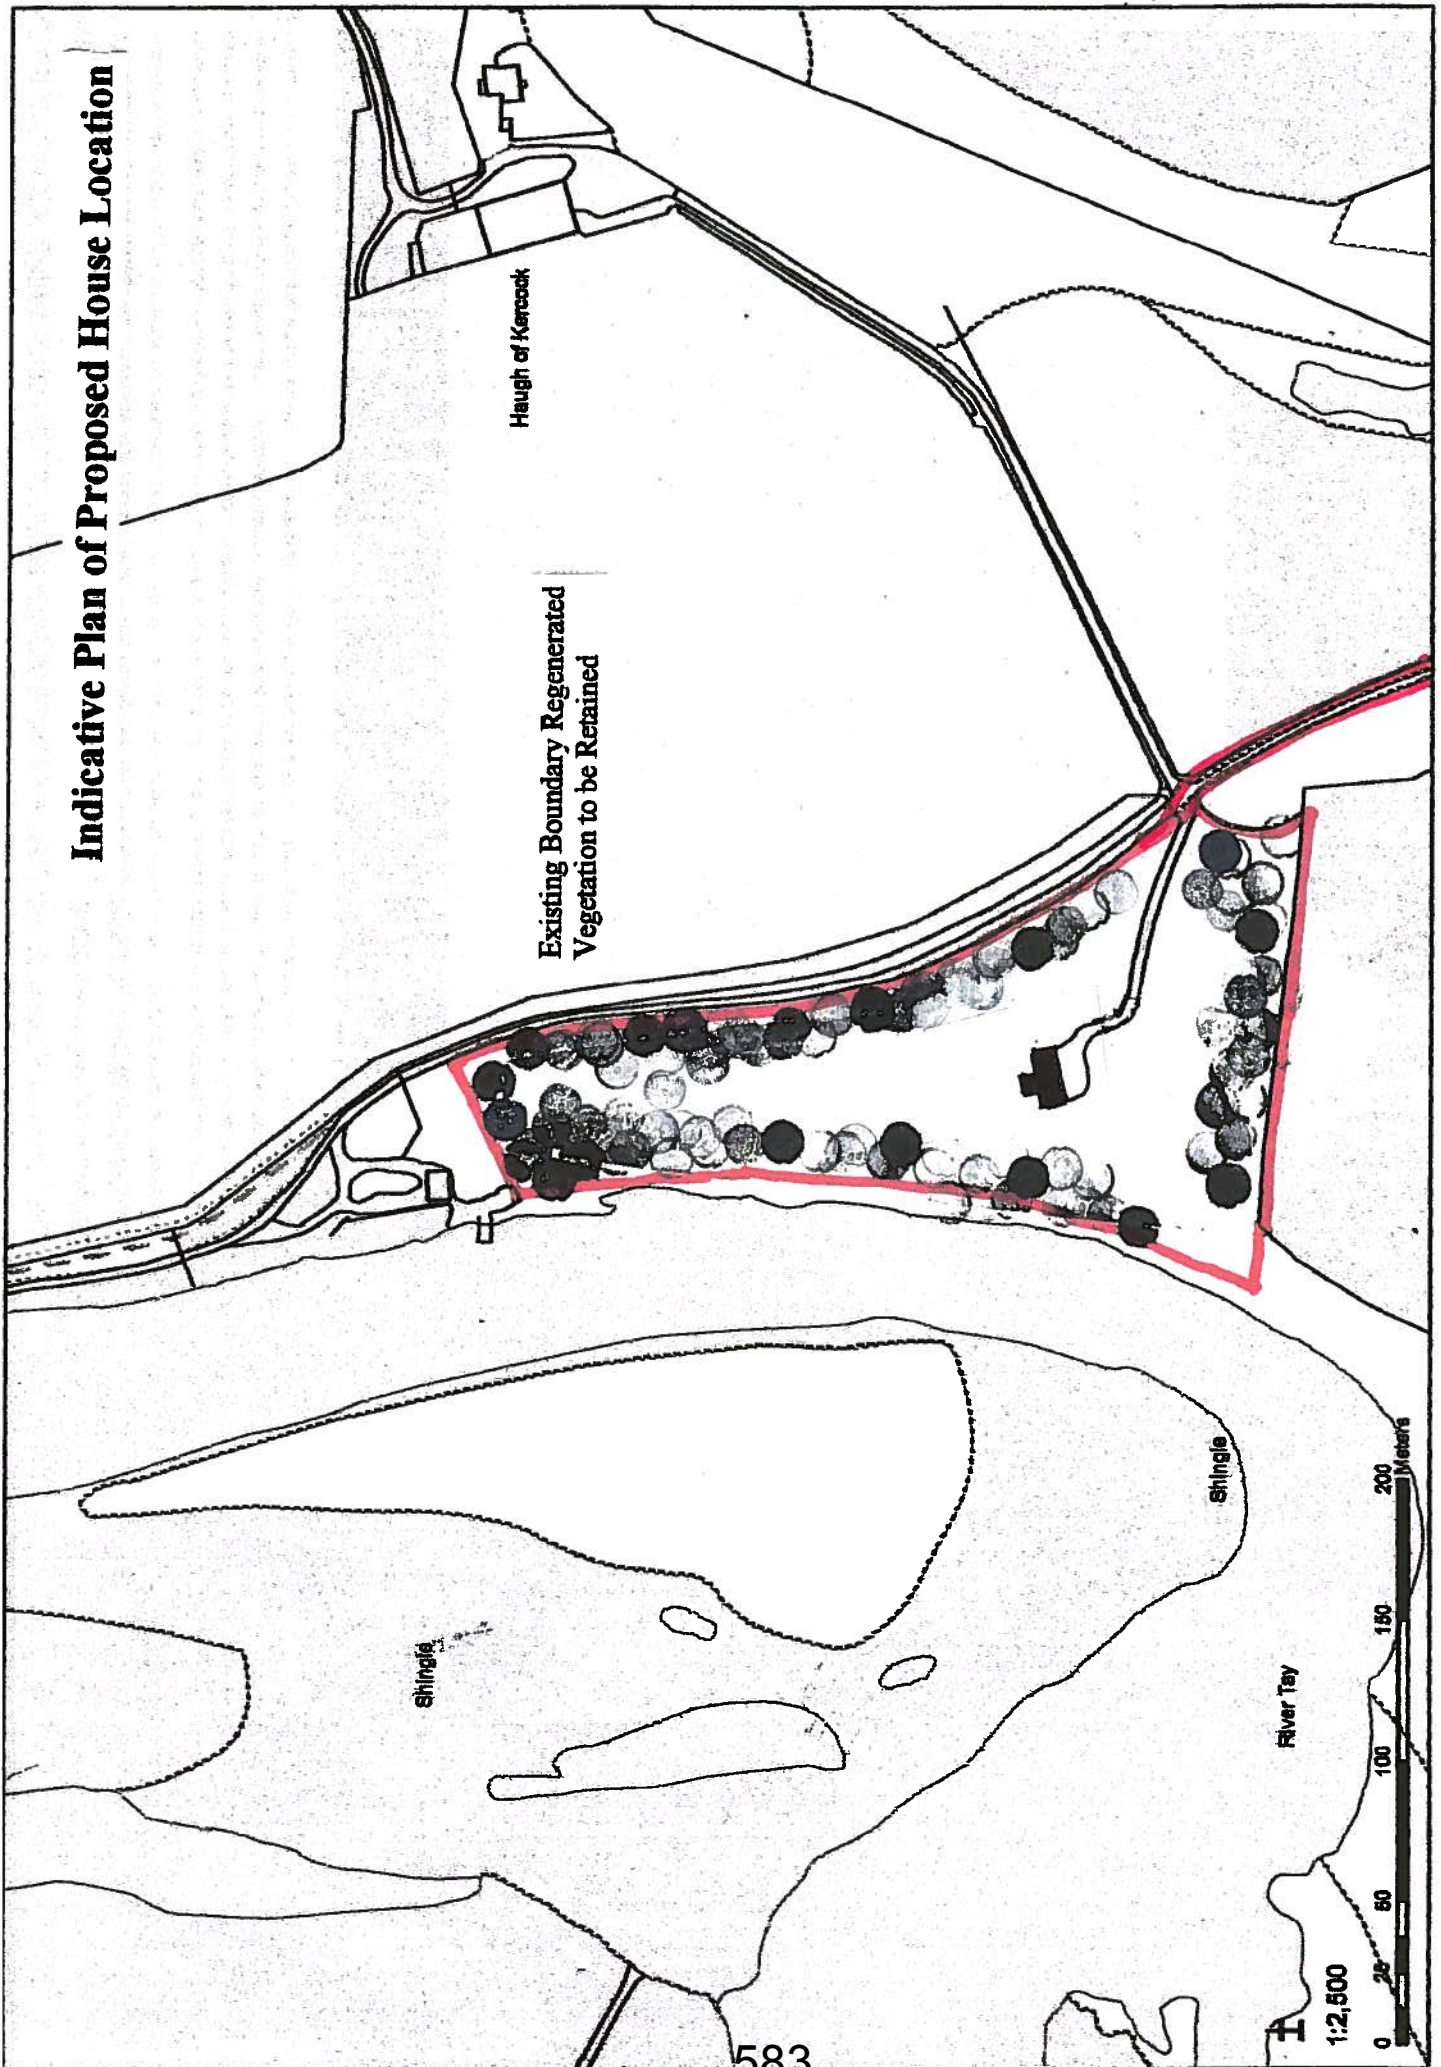 Indicative Plan of Proposed House Location
Haugh of Kercock
Existing Boundary Regenerated
Vegetation to be Retained
Shingle
Shingle
River Tay
1:2,500
0 25 50 100 150 200
Meters
583